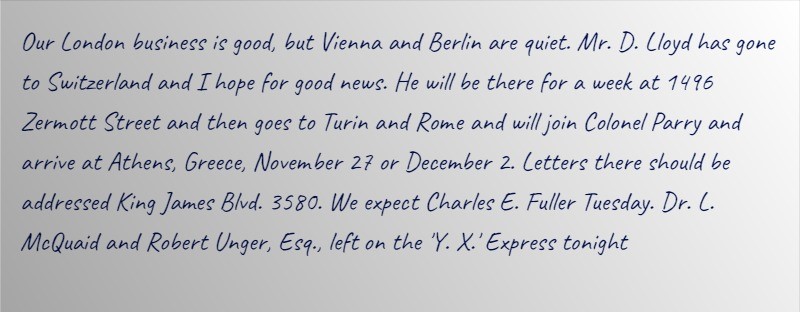 Our London business is good, but Vienna and Berlin are quiet. Mr. D. Lloyd has gone
to Switzerland and I hope for good news. He will be there for a week at 1496
Zermott Street and then goes to Turin and Rome and will join Colonel Parry and
arrive at Athens, Greece, November 27 or December 2. Letters there should be
addressed King James Blvd. 3580. We expect Charles E. Fuller Tuesday. Dr. L.
McQuaid and Robert Unger, Esq., left on the 'Y. X.' Express tonight